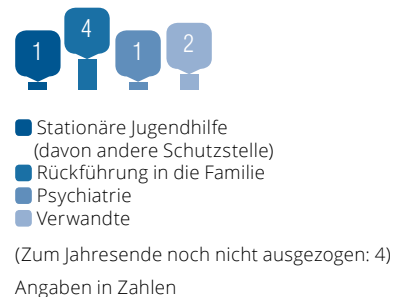 1 4 1 2
Stationäre Jugendhilfe
(davon andere Schutzstelle)
Rückführung in die Familie
Psychiatrie
Verwandte
(Zum Jahresende noch nicht ausgezogen: 4)
Angaben in Zahlen